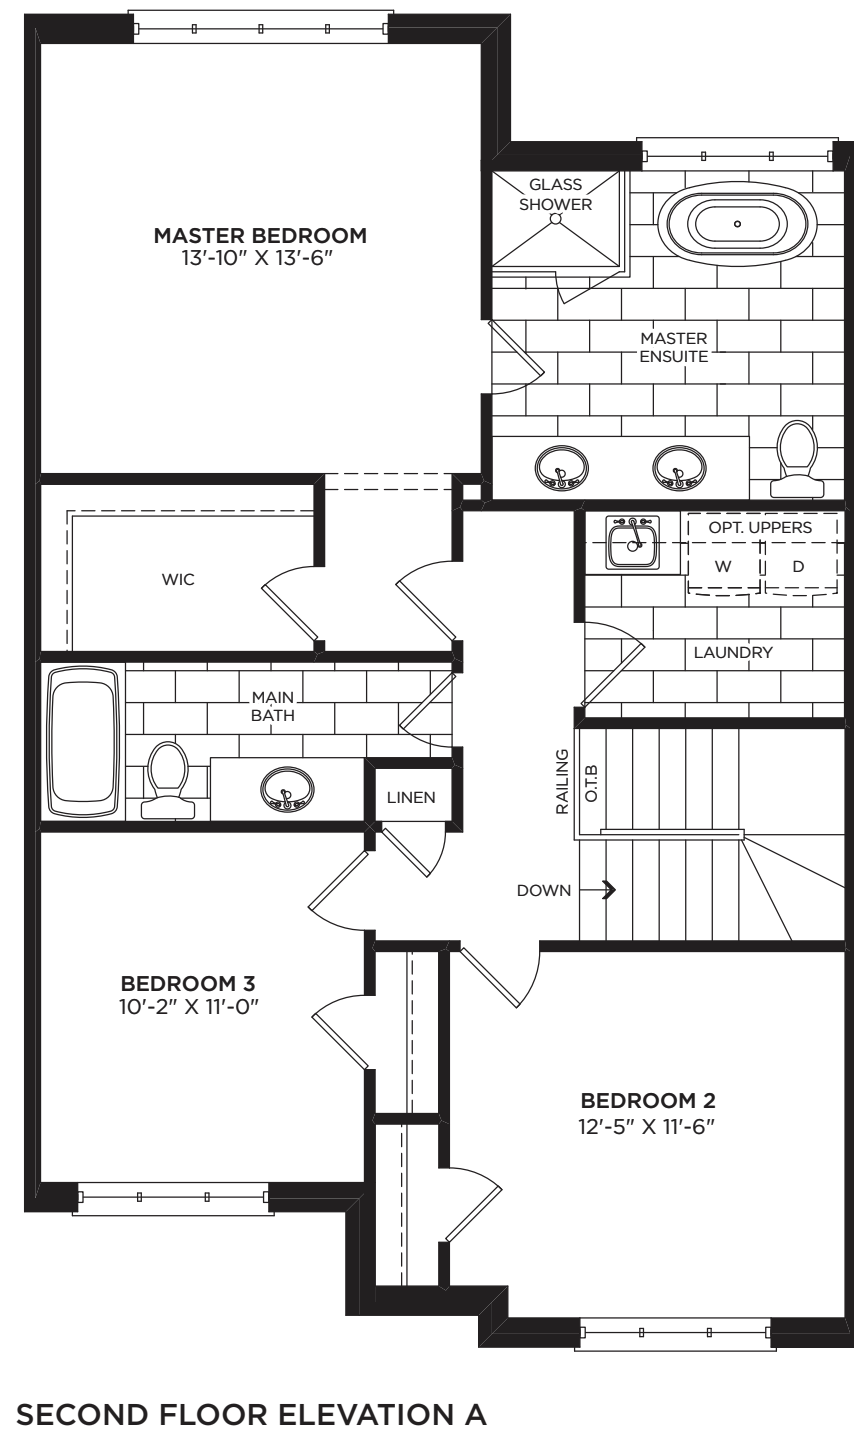 GLASS
SHOWER
MASTER BEDROOM
13'-10" X 13'-6"
MASTER
ENSUITE
OPT. UPPERS
W
D
WIC
LAUNDRY
MAIN
BATH
RAILING
O.T.B
LINEN
DOWN
BEDROOM 3
10'-2" X 11'-0"
BEDROOM 2
12'-5" X 11'-6"
SECOND FLOOR ELEVATION A